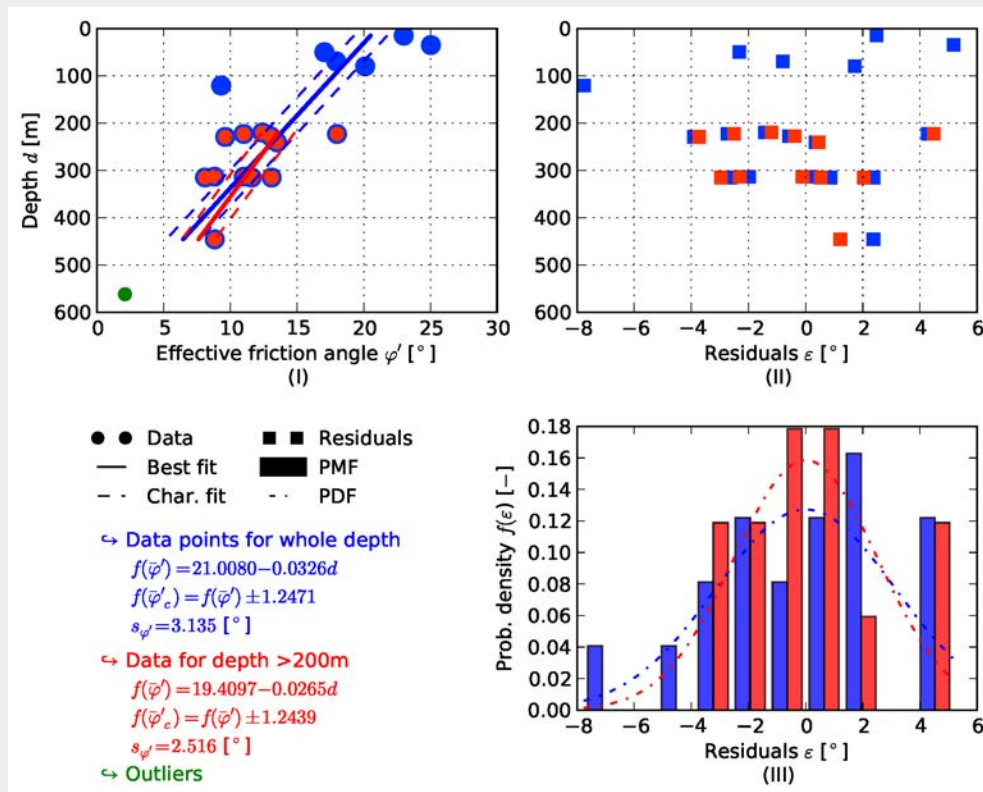 0
100
200
300
400
500
600
Depth d [m]
0 5 10 15 20 25 30
Effective friction angle φ′ [°]
(I)
0
100
200
300
400
500
600
−8 −6 −4 −2 0 2 4 6
Residuals ε [°]
(II)
Data
Residuals
Best fit
PMF
Char. fit
PDF
↪ Data points for whole depth
f(φ̄′)=21.0080−0.0326d
f(φ̄′c)=f(φ̄′)±1.2471
sφ′=3.135 [°]
↪ Data for depth >200m
f(φ̄′)=19.4097−0.0265d
f(φ̄′c)=f(φ̄′)±1.2439
sφ′=2.516 [°]
↪ Outliers
0.18
0.16
0.14
0.12
0.10
0.08
0.06
0.04
0.02
0.00
Prob. density f(ε) [−]
−8 −6 −4 −2 0 2 4 6
Residuals ε [°]
(III)